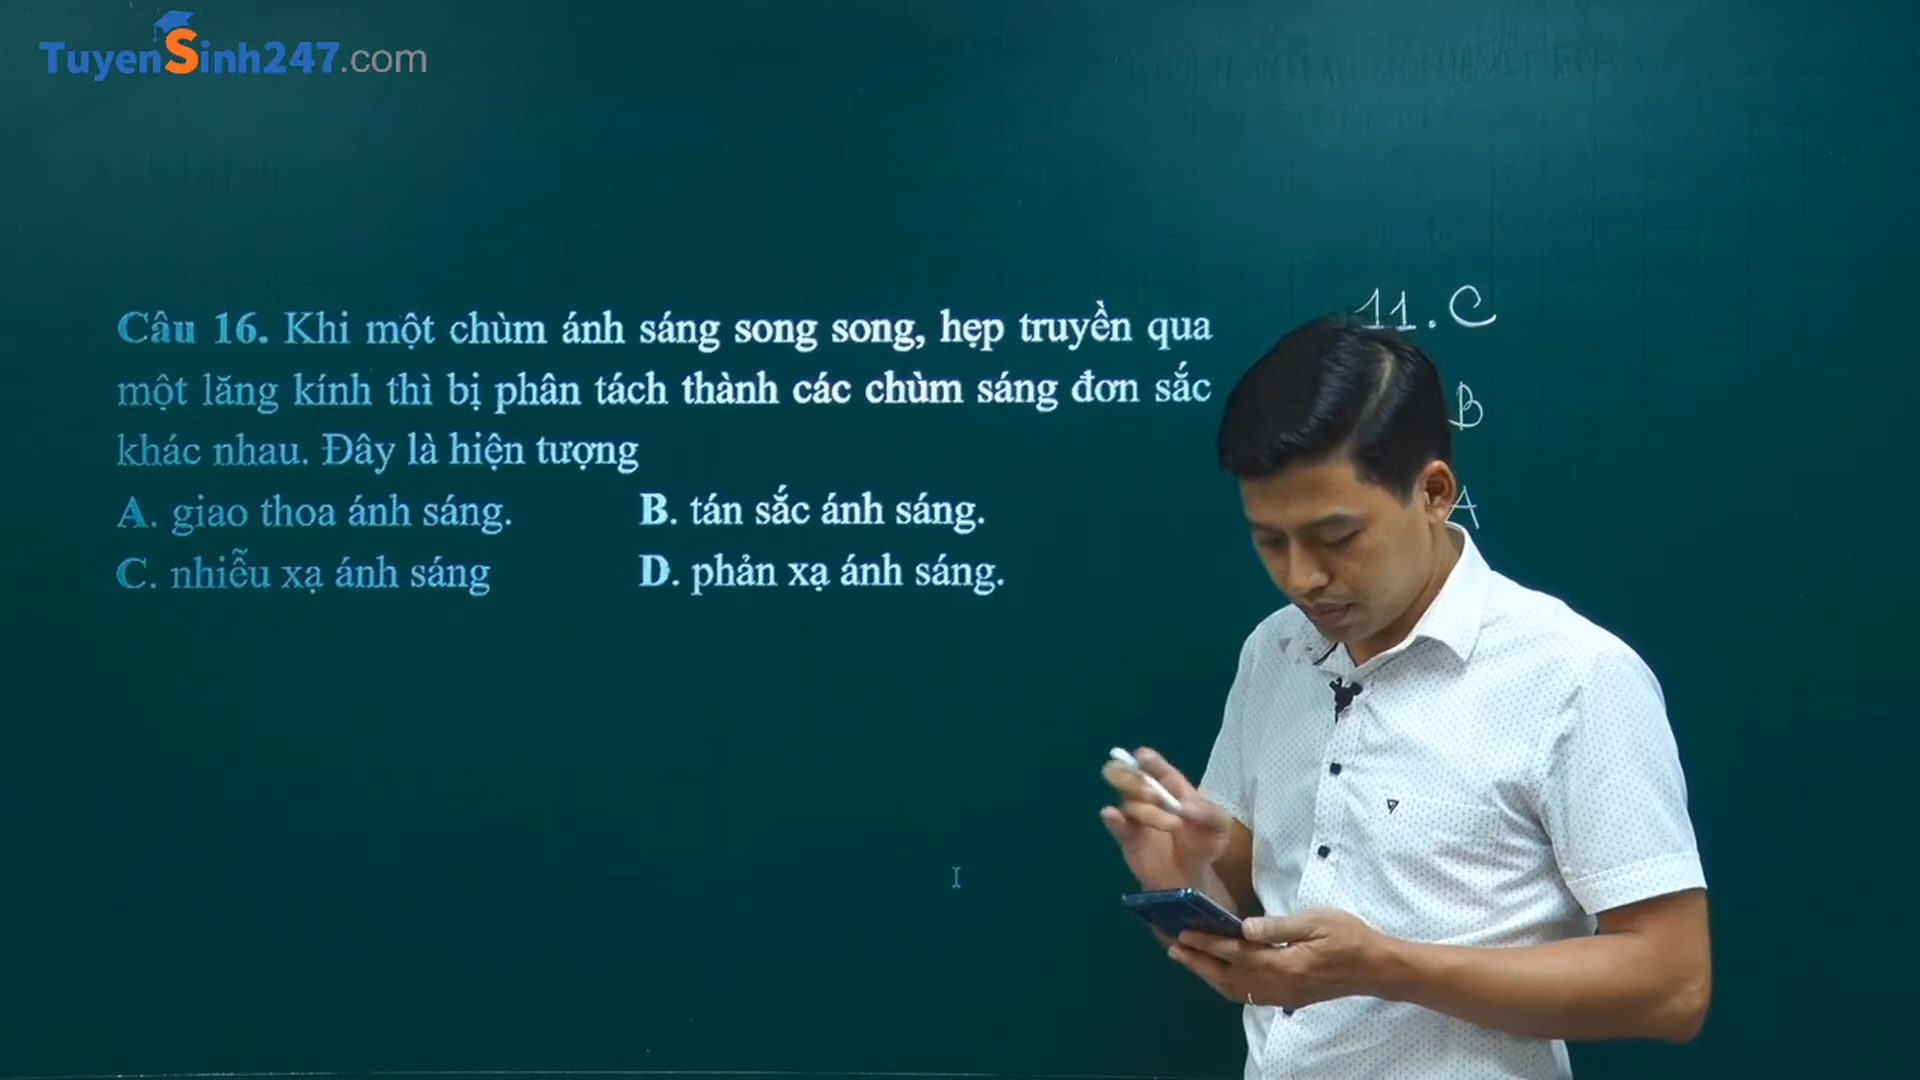 TuyenSinh247.com
Câu 16. Khi một chùm ánh sáng song song, hẹp truyền qua
một lăng kính thì bị phân tách thành các chùm sáng đơn sắc
khác nhau. Đây là hiện tượng
A. giao thoa ánh sáng. B. tán sắc ánh sáng.
C. nhiễu xạ ánh sáng D. phản xạ ánh sáng.
11. C
B
A